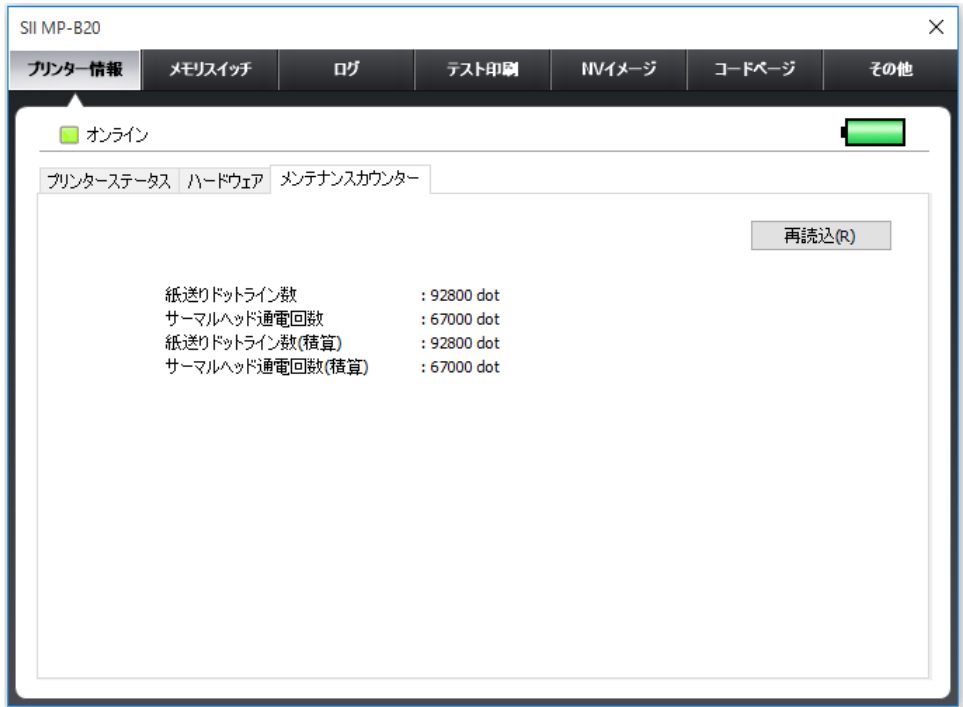 SII MP-B20
プリンター情報 メモリスイッチ ログ テスト印刷 NVイメージ コードページ その他
オンライン
プリンターステータス ハードウェア メンテナンスカウンター
再読込(R)
紙送りドットライン数 : 92800 dot
サーマルヘッド通電回数 : 67000 dot
紙送りドットライン数(積算) : 92800 dot
サーマルヘッド通電回数(積算) : 67000 dot